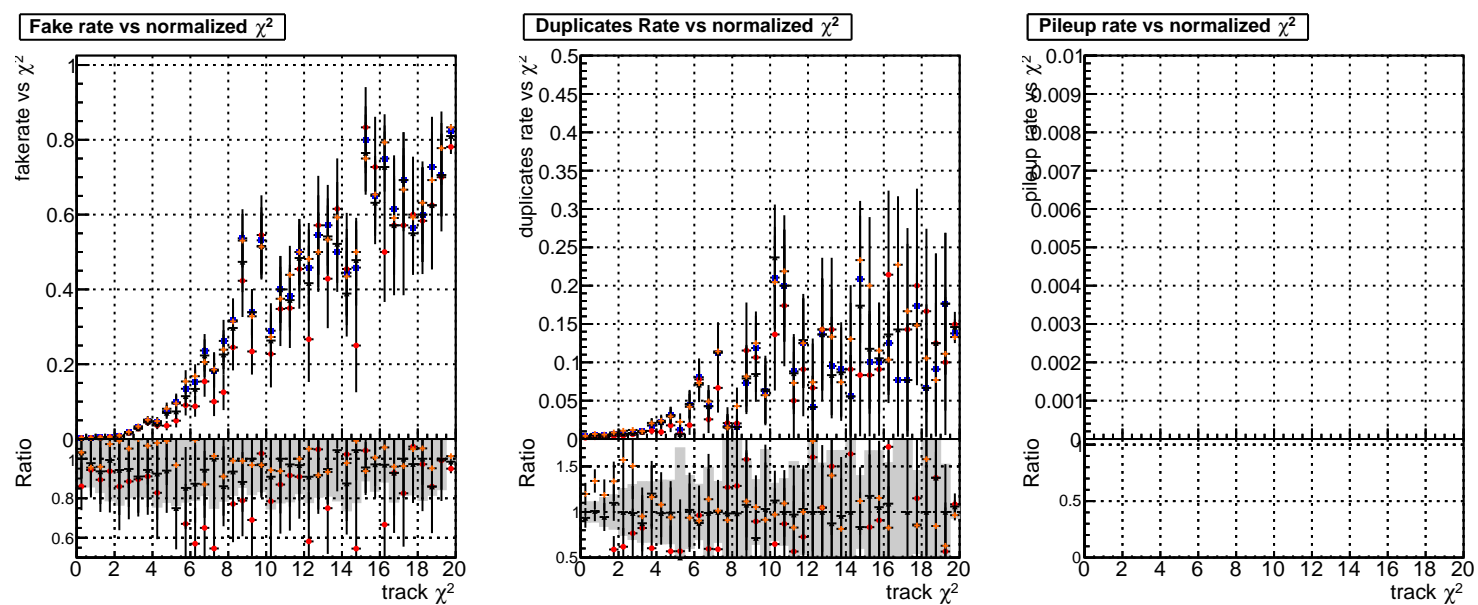 Fake rate vs normalized χ²
fakerate vs χ²
1
0.8
0.6
0.4
0.2
0
Ratio
1
0.8
0.6
0 2 4 6 8 10 12 14 16 18 20
track χ²
Duplicates Rate vs normalized χ²
duplicates rate vs χ²
0.5
0.45
0.4
0.35
0.3
0.25
0.2
0.15
0.1
0.05
0
Ratio
1.5
1
0.5
0 2 4 6 8 10 12 14 16 18 20
track χ²
Pileup rate vs normalized χ²
pileup rate vs χ²
0.01
0.009
0.008
0.007
0.006
0.005
0.004
0.003
0.002
0.001
0
Ratio
1
0.5
0
0 2 4 6 8 10 12 14 16 18 20
track χ²